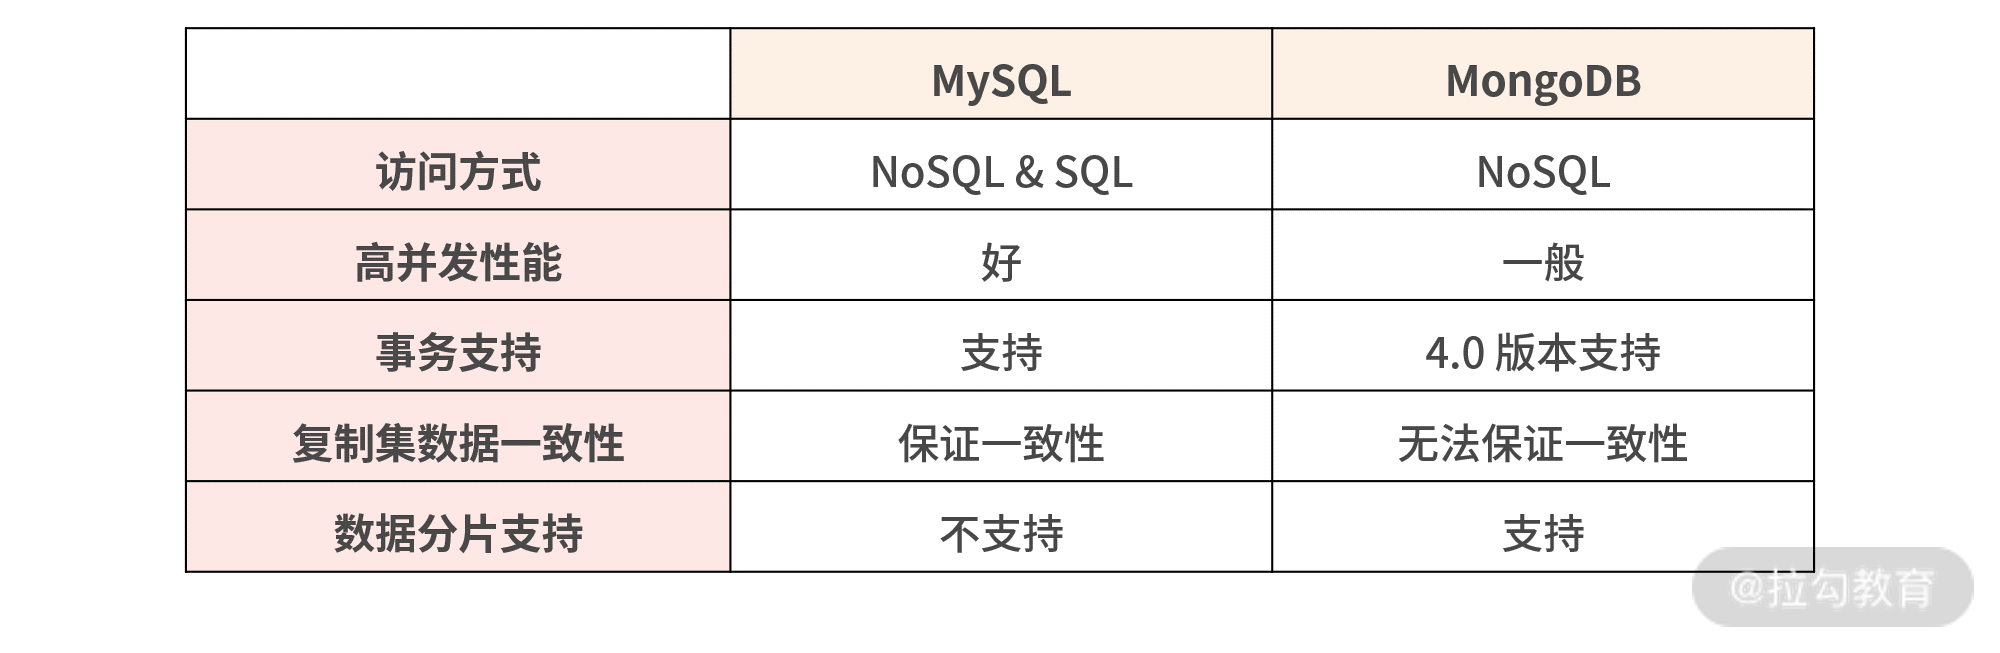 MySQL MongoDB
访问方式 NoSQL & SQL NoSQL
高并发性能 好 一般
事务支持 支持 4.0 版本支持
复制集数据一致性 保证一致性 无法保证一致性
数据分片支持 不支持 支持
@拉勾教育